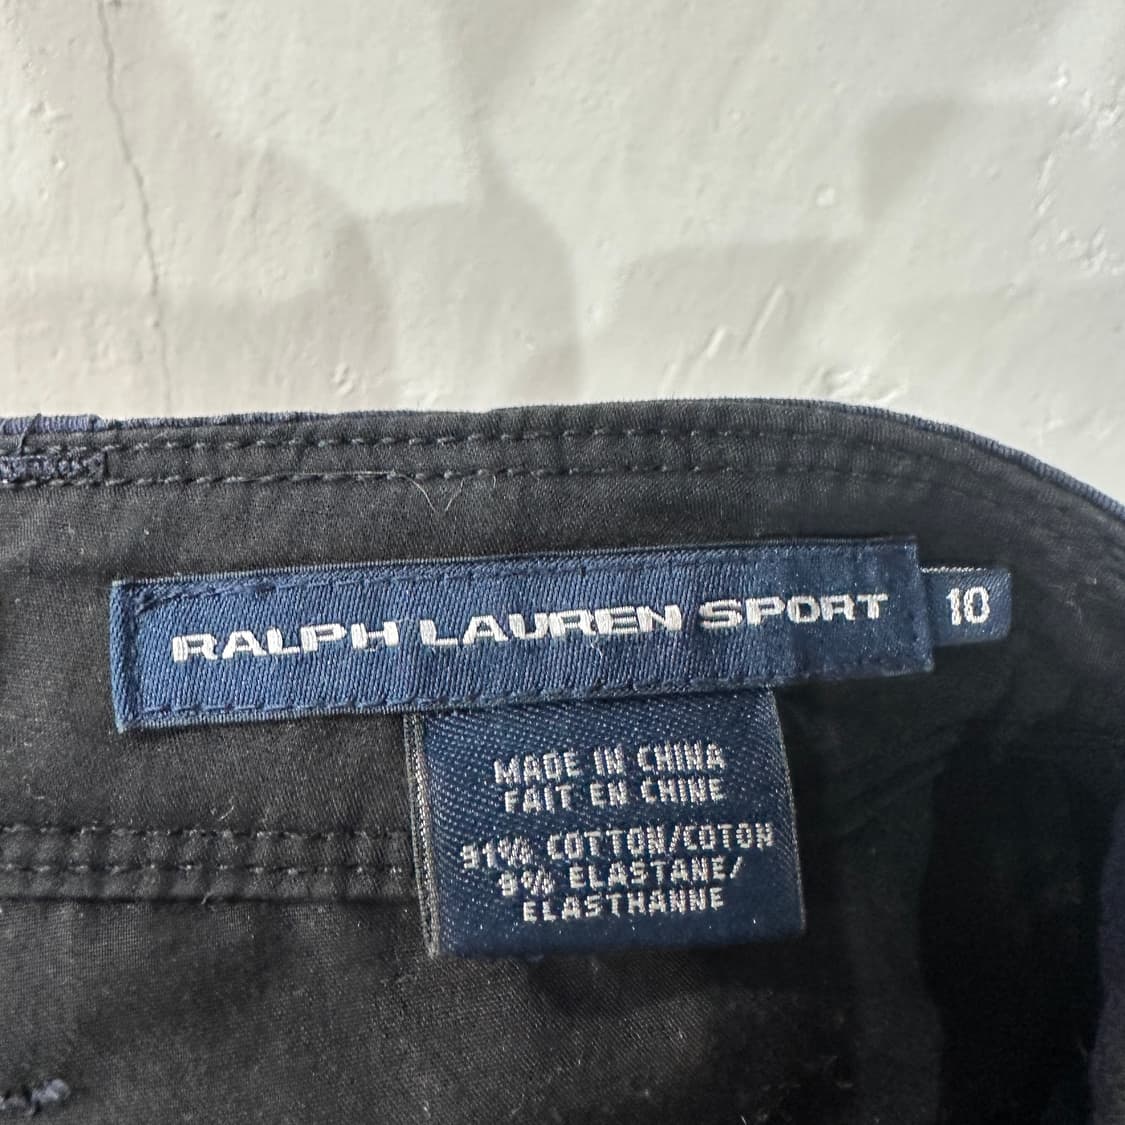 RALPH LAUREN SPORT
10
MADE IN CHINA
FAIT EN CHINE
91% COTTON/COTON
9% ELASTANE/
ELASTHANNE